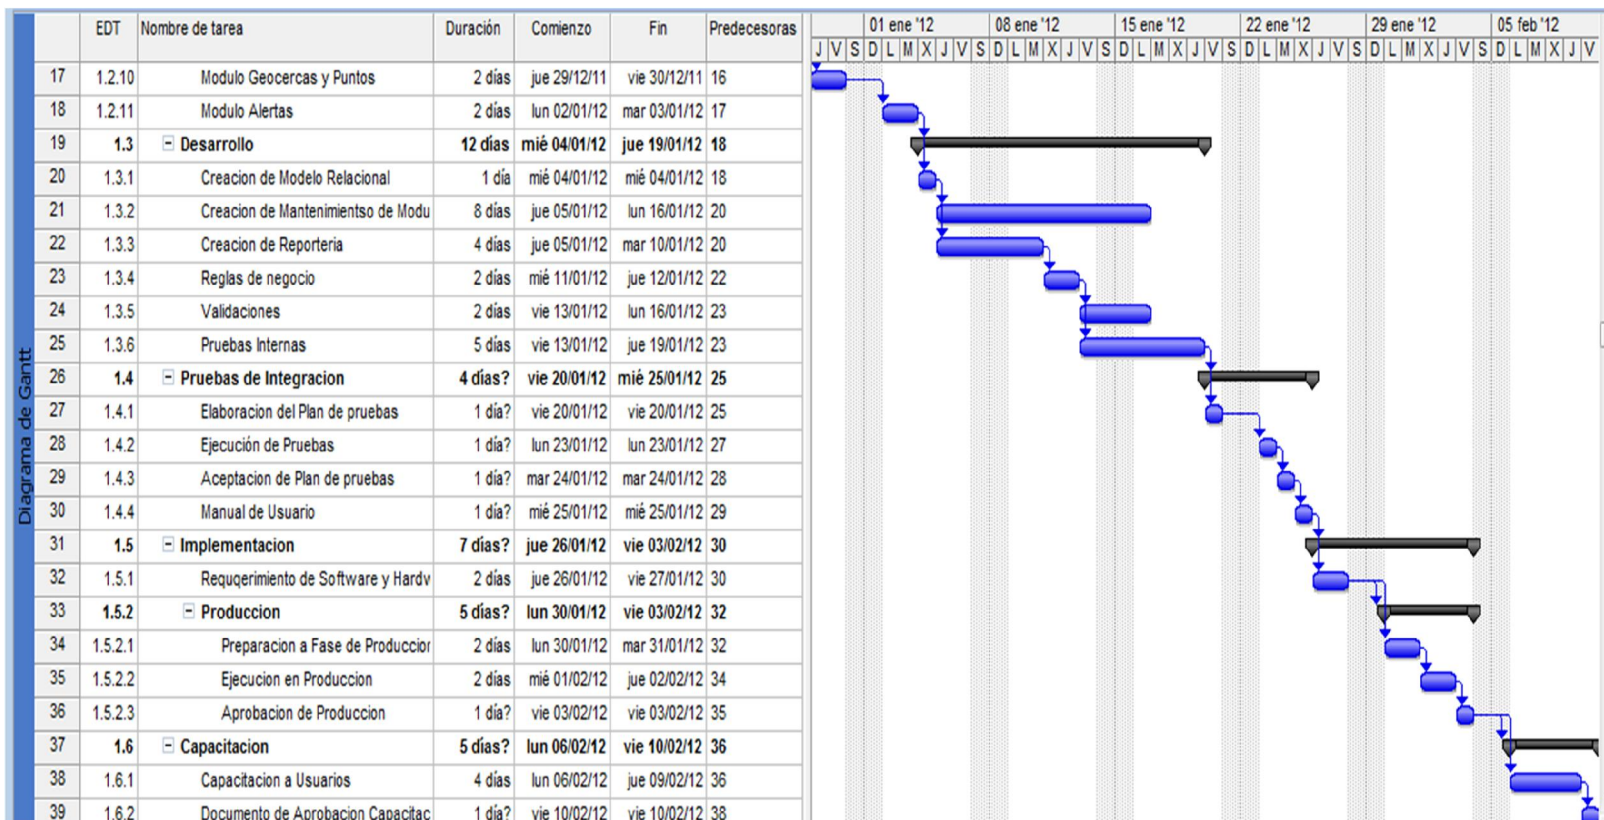 EDT Nombre de tarea Duración Comienzo Fin Predecesoras 01 ene '12 08 ene '12 15 ene '12 22 ene '12 29 ene '12 05 feb '12
J V S D L M X J V S D L M X J V S D L M X J V S D L M X J V S D L M X J V S D L M X J V
17 1.2.10 Modulo Geocercas y Puntos 2 días jue 29/12/11 vie 30/12/11 16
18 1.2.11 Modulo Alertas 2 días lun 02/01/12 mar 03/01/12 17
19 1.3 Desarrollo 12 días mié 04/01/12 jue 19/01/12 18
20 1.3.1 Creacion de Modelo Relacional 1 día mié 04/01/12 mié 04/01/12 18
21 1.3.2 Creacion de Mantenimientso de Modu 8 días jue 05/01/12 lun 16/01/12 20
22 1.3.3 Creacion de Reporteria 4 días jue 05/01/12 mar 10/01/12 20
23 1.3.4 Reglas de negocio 2 días mié 11/01/12 jue 12/01/12 22
24 1.3.5 Validaciones 2 días vie 13/01/12 lun 16/01/12 23
25 1.3.6 Pruebas Internas 5 días vie 13/01/12 jue 19/01/12 23
26 1.4 Pruebas de Integracion 4 días? vie 20/01/12 mié 25/01/12 25
27 1.4.1 Elaboracion del Plan de pruebas 1 día? vie 20/01/12 vie 20/01/12 25
28 1.4.2 Ejecución de Pruebas 1 día? lun 23/01/12 lun 23/01/12 27
29 1.4.3 Aceptacion de Plan de pruebas 1 día? mar 24/01/12 mar 24/01/12 28
30 1.4.4 Manual de Usuario 1 día? mié 25/01/12 mié 25/01/12 29
31 1.5 Implementacion 7 días? jue 26/01/12 vie 03/02/12 30
32 1.5.1 Requqerimiento de Software y Hardv 2 días jue 26/01/12 vie 27/01/12 30
33 1.5.2 Produccion 5 días? lun 30/01/12 vie 03/02/12 32
34 1.5.2.1 Preparacion a Fase de Produccior 2 días lun 30/01/12 mar 31/01/12 32
35 1.5.2.2 Ejecucion en Produccion 2 días mié 01/02/12 jue 02/02/12 34
36 1.5.2.3 Aprobacion de Produccion 1 día? vie 03/02/12 vie 03/02/12 35
37 1.6 Capacitacion 5 días? lun 06/02/12 vie 10/02/12 36
38 1.6.1 Capacitacion a Usuarios 4 días lun 06/02/12 jue 09/02/12 36
39 1.6.2 Documento de Aprobacion Capacitac 1 día? vie 10/02/12 vie 10/02/12 38
Diagrama de Gantt